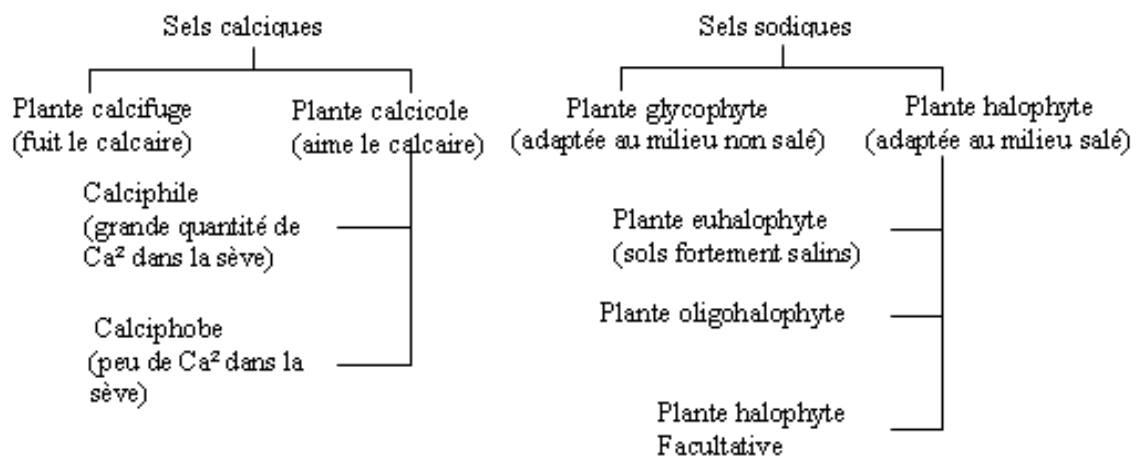 Sels calciques
Plante calcifuge
(fuit le calcaire)
Plante calcicole
(aime le calcaire)
Calciphile
(grande quantité de
Ca² dans la sève)
Calciphobe
(peu de Ca² dans la
sève)
Sels sodiques
Plante glycophyte
(adaptée au milieu non salé)
Plante halophyte
(adaptée au milieu salé)
Plante euhalophyte
(sols fortement salins)
Plante oligohalophyte
Plante halophyte
Facultative